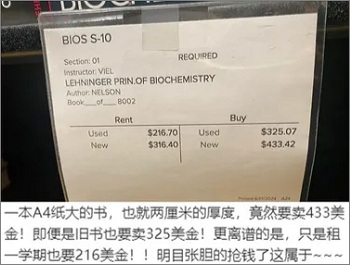 BIOS S-10
Section: 01 REQUIRED
Instructor: VIEL
LEHNINGER PRIN.OF BIOCHEMISTRY
Author: NELSON
Book___of___ B002
Rent Buy
Used $216.70 Used $325.07
New $316.40 New $433.42
一本A4纸大的书，也就两厘米的厚度，竟然要卖433美
金！即便是旧书也要卖325美金！更离谱的是，只是租
一学期也要216美金！！明目张胆的抢钱了这属于~~~